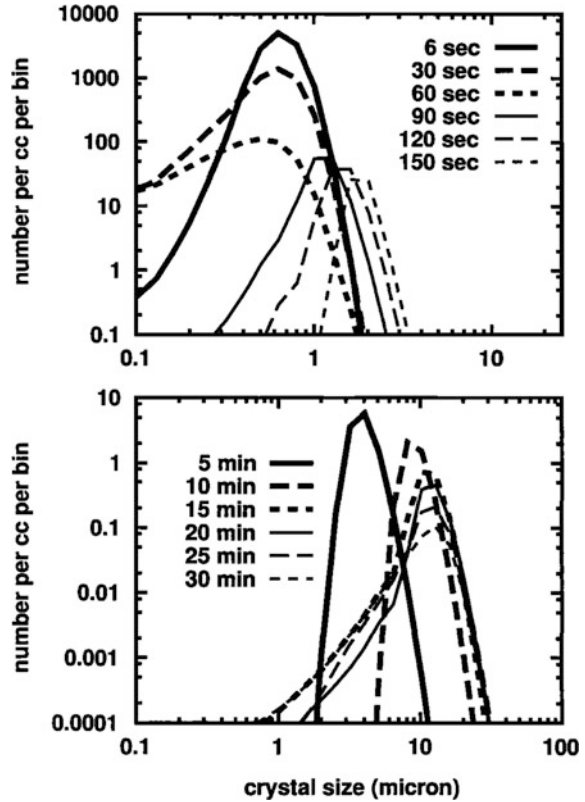 number per cc per bin
10000
1000
100
10
1
0.1
6 sec
30 sec
60 sec
90 sec
120 sec
150 sec
0.1
1
10
number per cc per bin
10
1
0.1
0.01
0.001
0.0001
5 min
10 min
15 min
20 min
25 min
30 min
0.1
1
10
100
crystal size (micron)